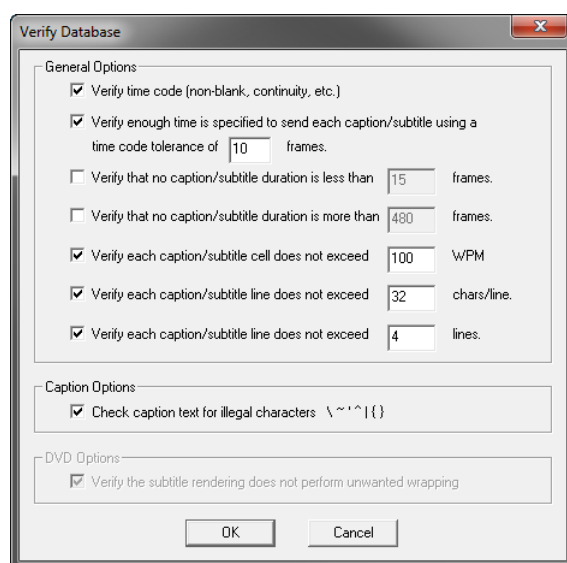 Verify Database
General Options
Verify time code (non-blank, continuity, etc.)
Verify enough time is specified to send each caption/subtitle using a
time code tolerance of 10 frames.
Verify that no caption/subtitle duration is less than 15 frames.
Verify that no caption/subtitle duration is more than 480 frames.
Verify each caption/subtitle cell does not exceed 100 WPM
Verify each caption/subtitle line does not exceed 32 chars/line.
Verify each caption/subtitle line does not exceed 4 lines.
Caption Options
Check caption text for illegal characters \ ~ ' ^ | { }
DVD Options
Verify the subtitle rendering does not perform unwanted wrapping
OK Cancel